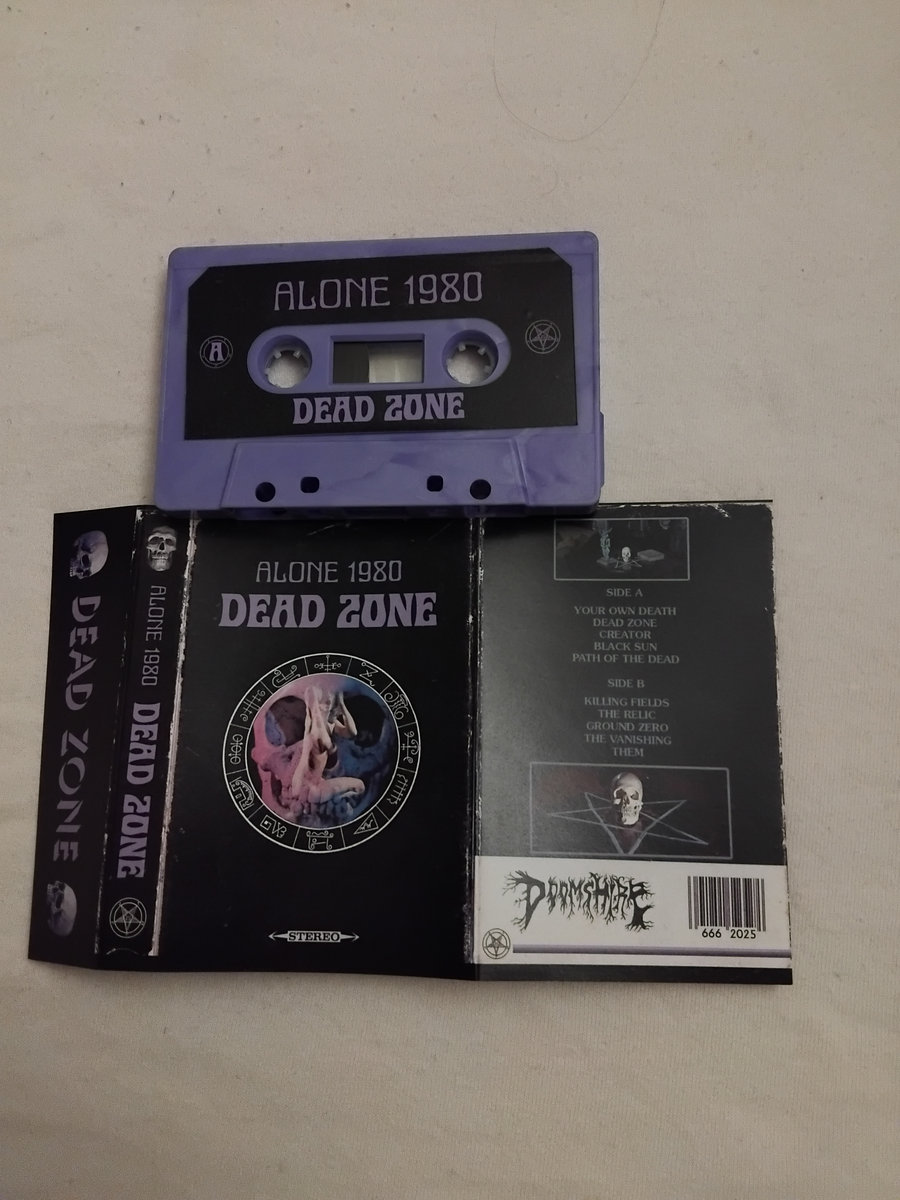 ALONE 1980
A
DEAD ZONE
DEAD ZONE
ALONE 1980 DEAD ZONE
ALONE 1980
DEAD ZONE
STEREO
SIDE A
YOUR OWN DEATH
DEAD ZONE
CREATOR
BLACK SUN
PATH OF THE DEAD
SIDE B
KILLING FIELDS
THE RELIC
GROUND ZERO
THE VANISHING
THEM
DOOMSHIRE
666 2025